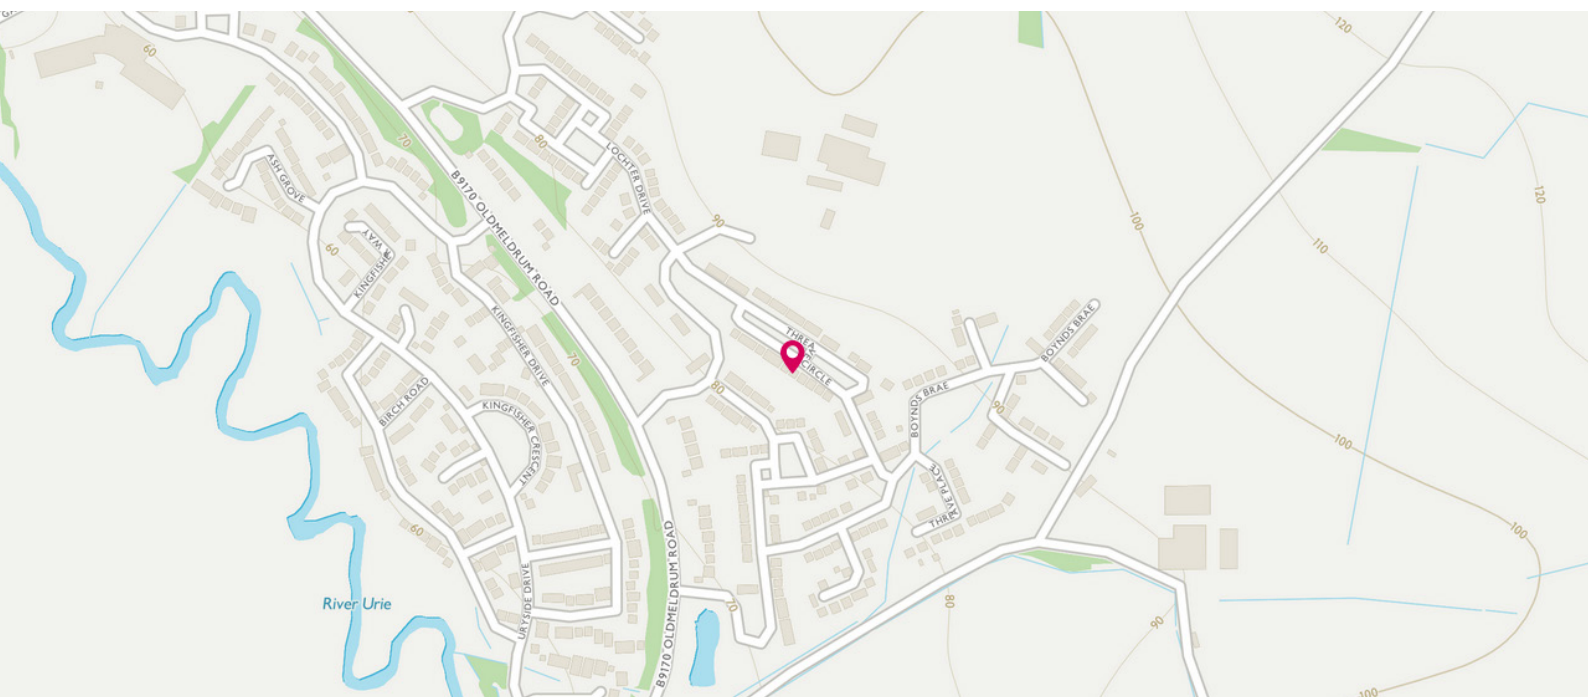 120
60
70
80
LOCHTER DRIVE
ASH GROVE
B9170 OLDMELDRUM ROAD
90
100
120
110
60
KINGFISHER WAY
KINGFISHER DRIVE
70
CIRCLE
BOYNDS BRAE
BIRCH ROAD
80
KINGFISHER CRESCENT
BOYNDS BRAE
90
100
THREAVE PLACE
60
100
B9170 OLDMELDRUM ROAD
URYSIDE DRIVE
River Urie
70
80
90
100